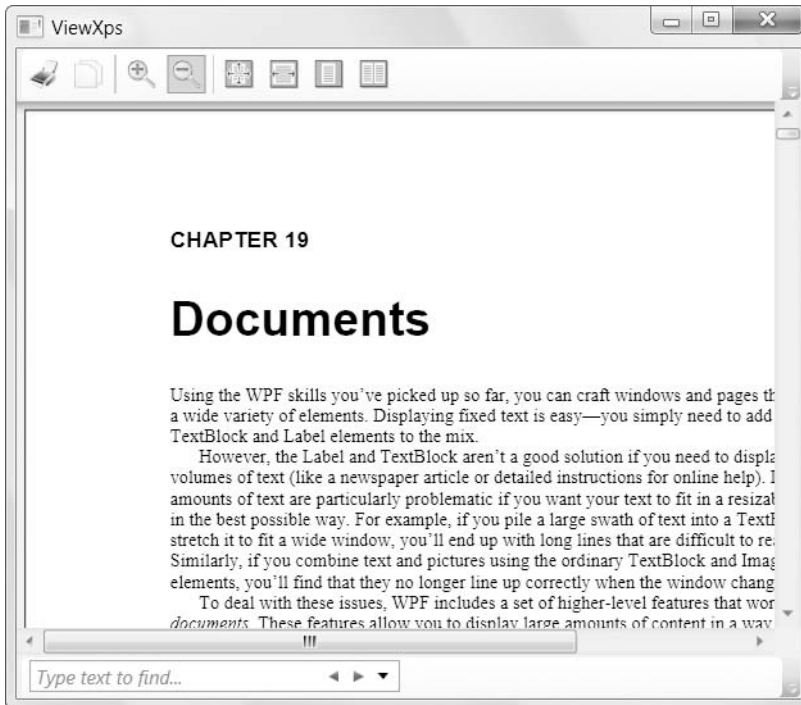 ViewXps
CHAPTER 19
Documents
Using the WPF skills you've picked up so far, you can craft windows and pages
a wide variety of elements. Displaying fixed text is easy—you simply need to add
TextBlock and Label elements to the mix.
However, the Label and TextBlock aren't a good solution if you need to
volumes of text (like a newspaper article or detailed instructions for online help).
amounts of text are particularly problematic if you want your text to fit in a
in the best possible way. For example, if you pile a large swath of text into a
stretch it to fit a wide window, you'll end up with long lines that are difficult to
Similarly, if you combine text and pictures using the ordinary TextBlock and
elements, you'll find that they no longer line up correctly when the window
To deal with these issues, WPF includes a set of higher-level features that
documents. These features allow you to display large amounts of content in a way
Type text to find...